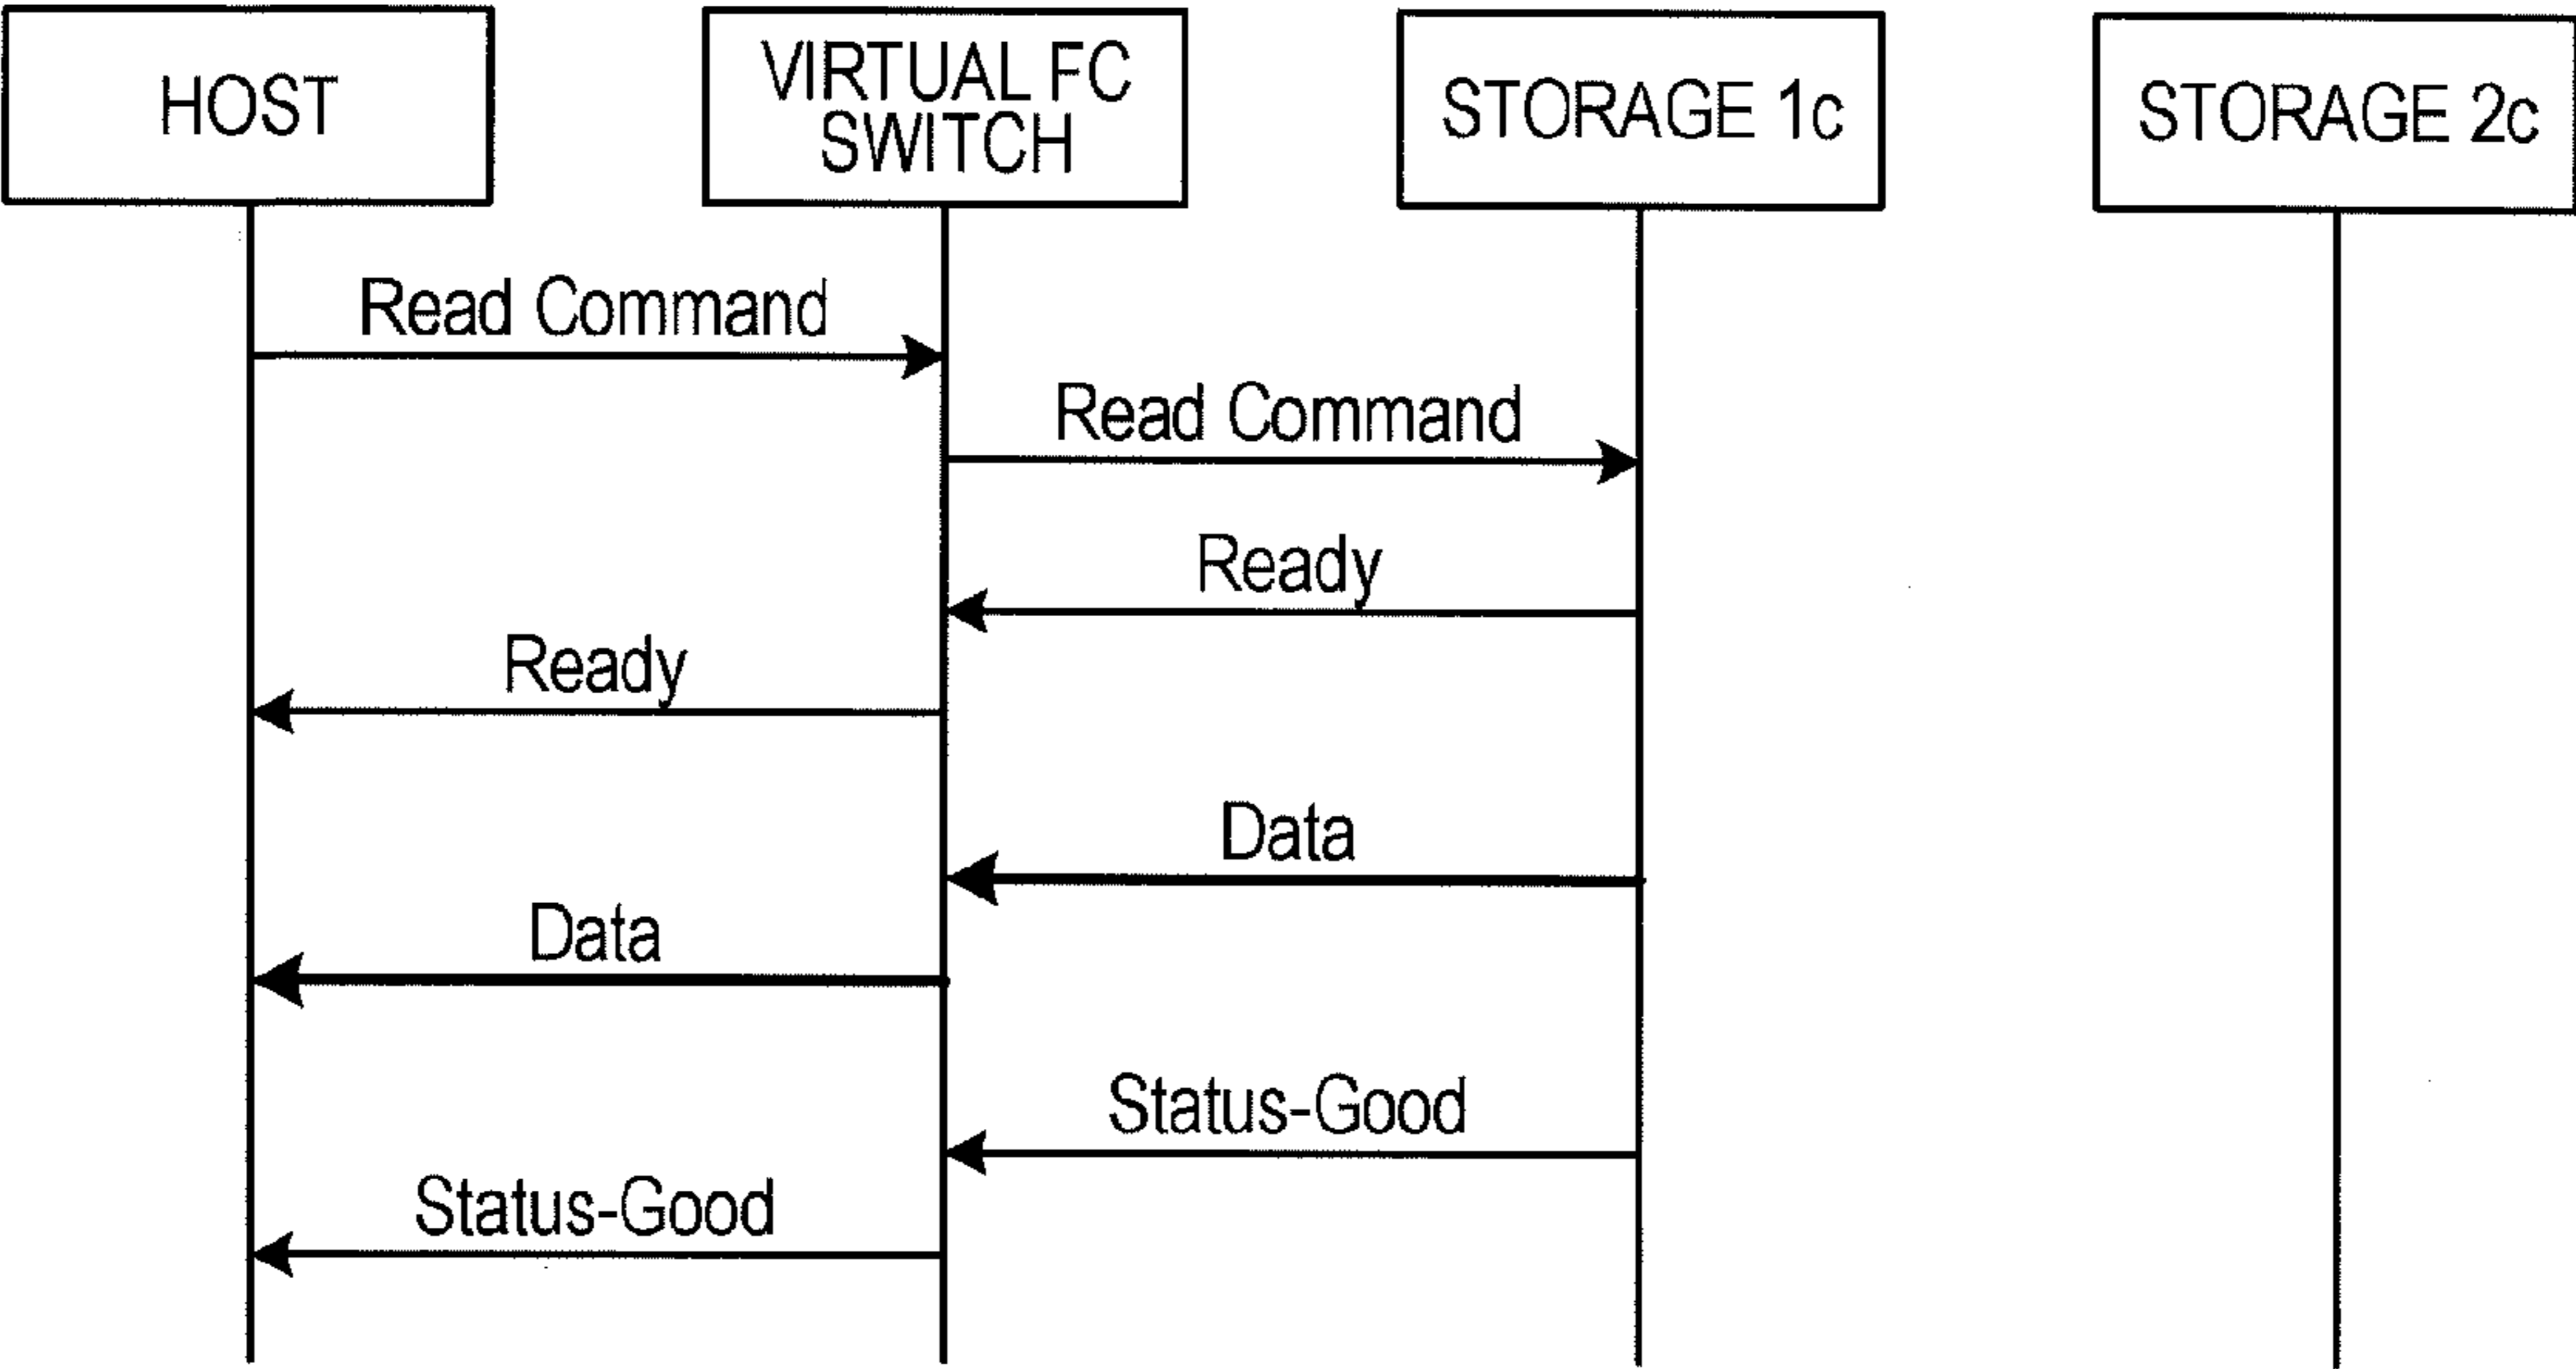 HOST
VIRTUAL FC
SWITCH
STORAGE 1c
STORAGE 2c
Read Command
Read Command
Ready
Ready
Data
Data
Status-Good
Status-Good